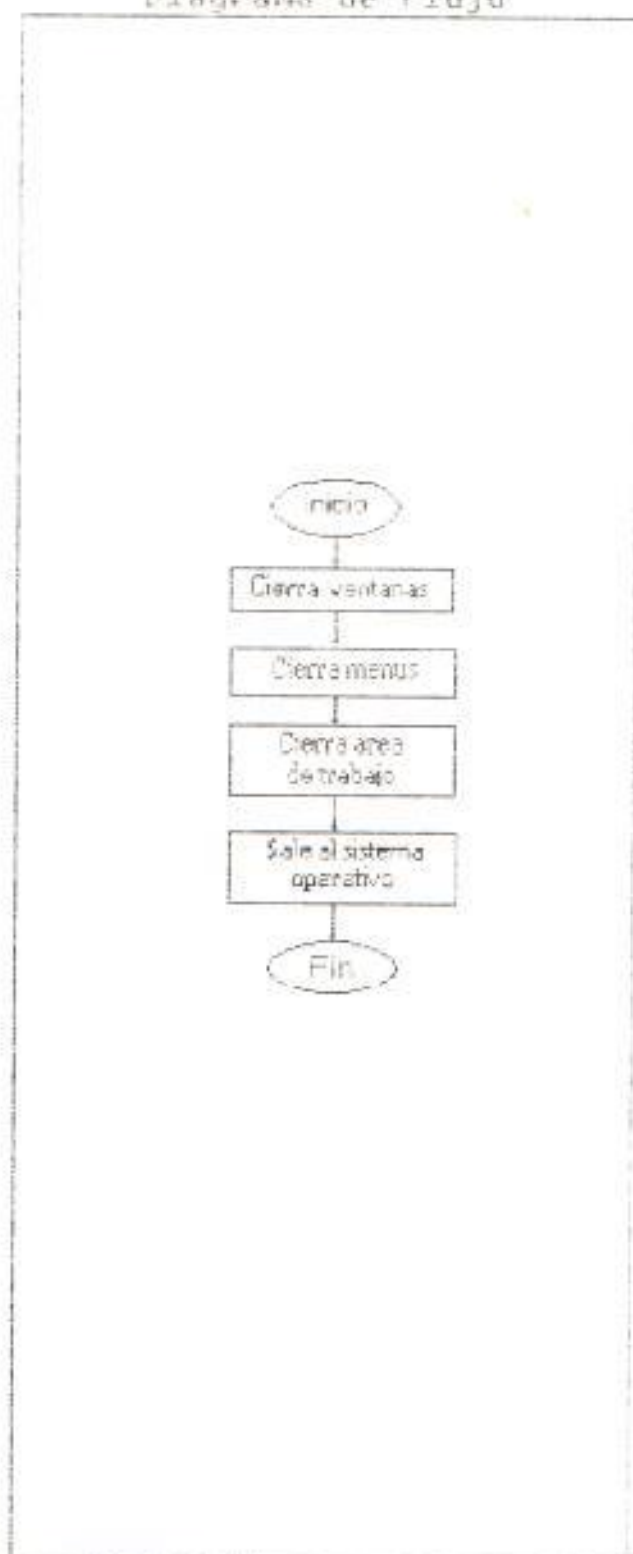 Diagrama de Flujo
Inicio
Cierra ventanas
Cierra menus
Cierra area
de trabajo
Sale al sistema
operativo
Fin